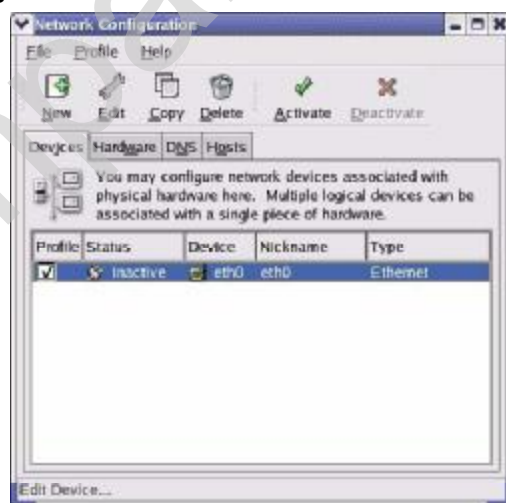 Network Configuration
File Profile Help
New Edit Copy Delete Activate Deactivate
Devices Hardware DNS Hosts
You may configure network devices associated with
physical hardware here. Multiple logical devices can be
associated with a single piece of hardware.
Profile Status Device Nickname Type
Inactive eth0 eth0 Ethernet
Edit Device...